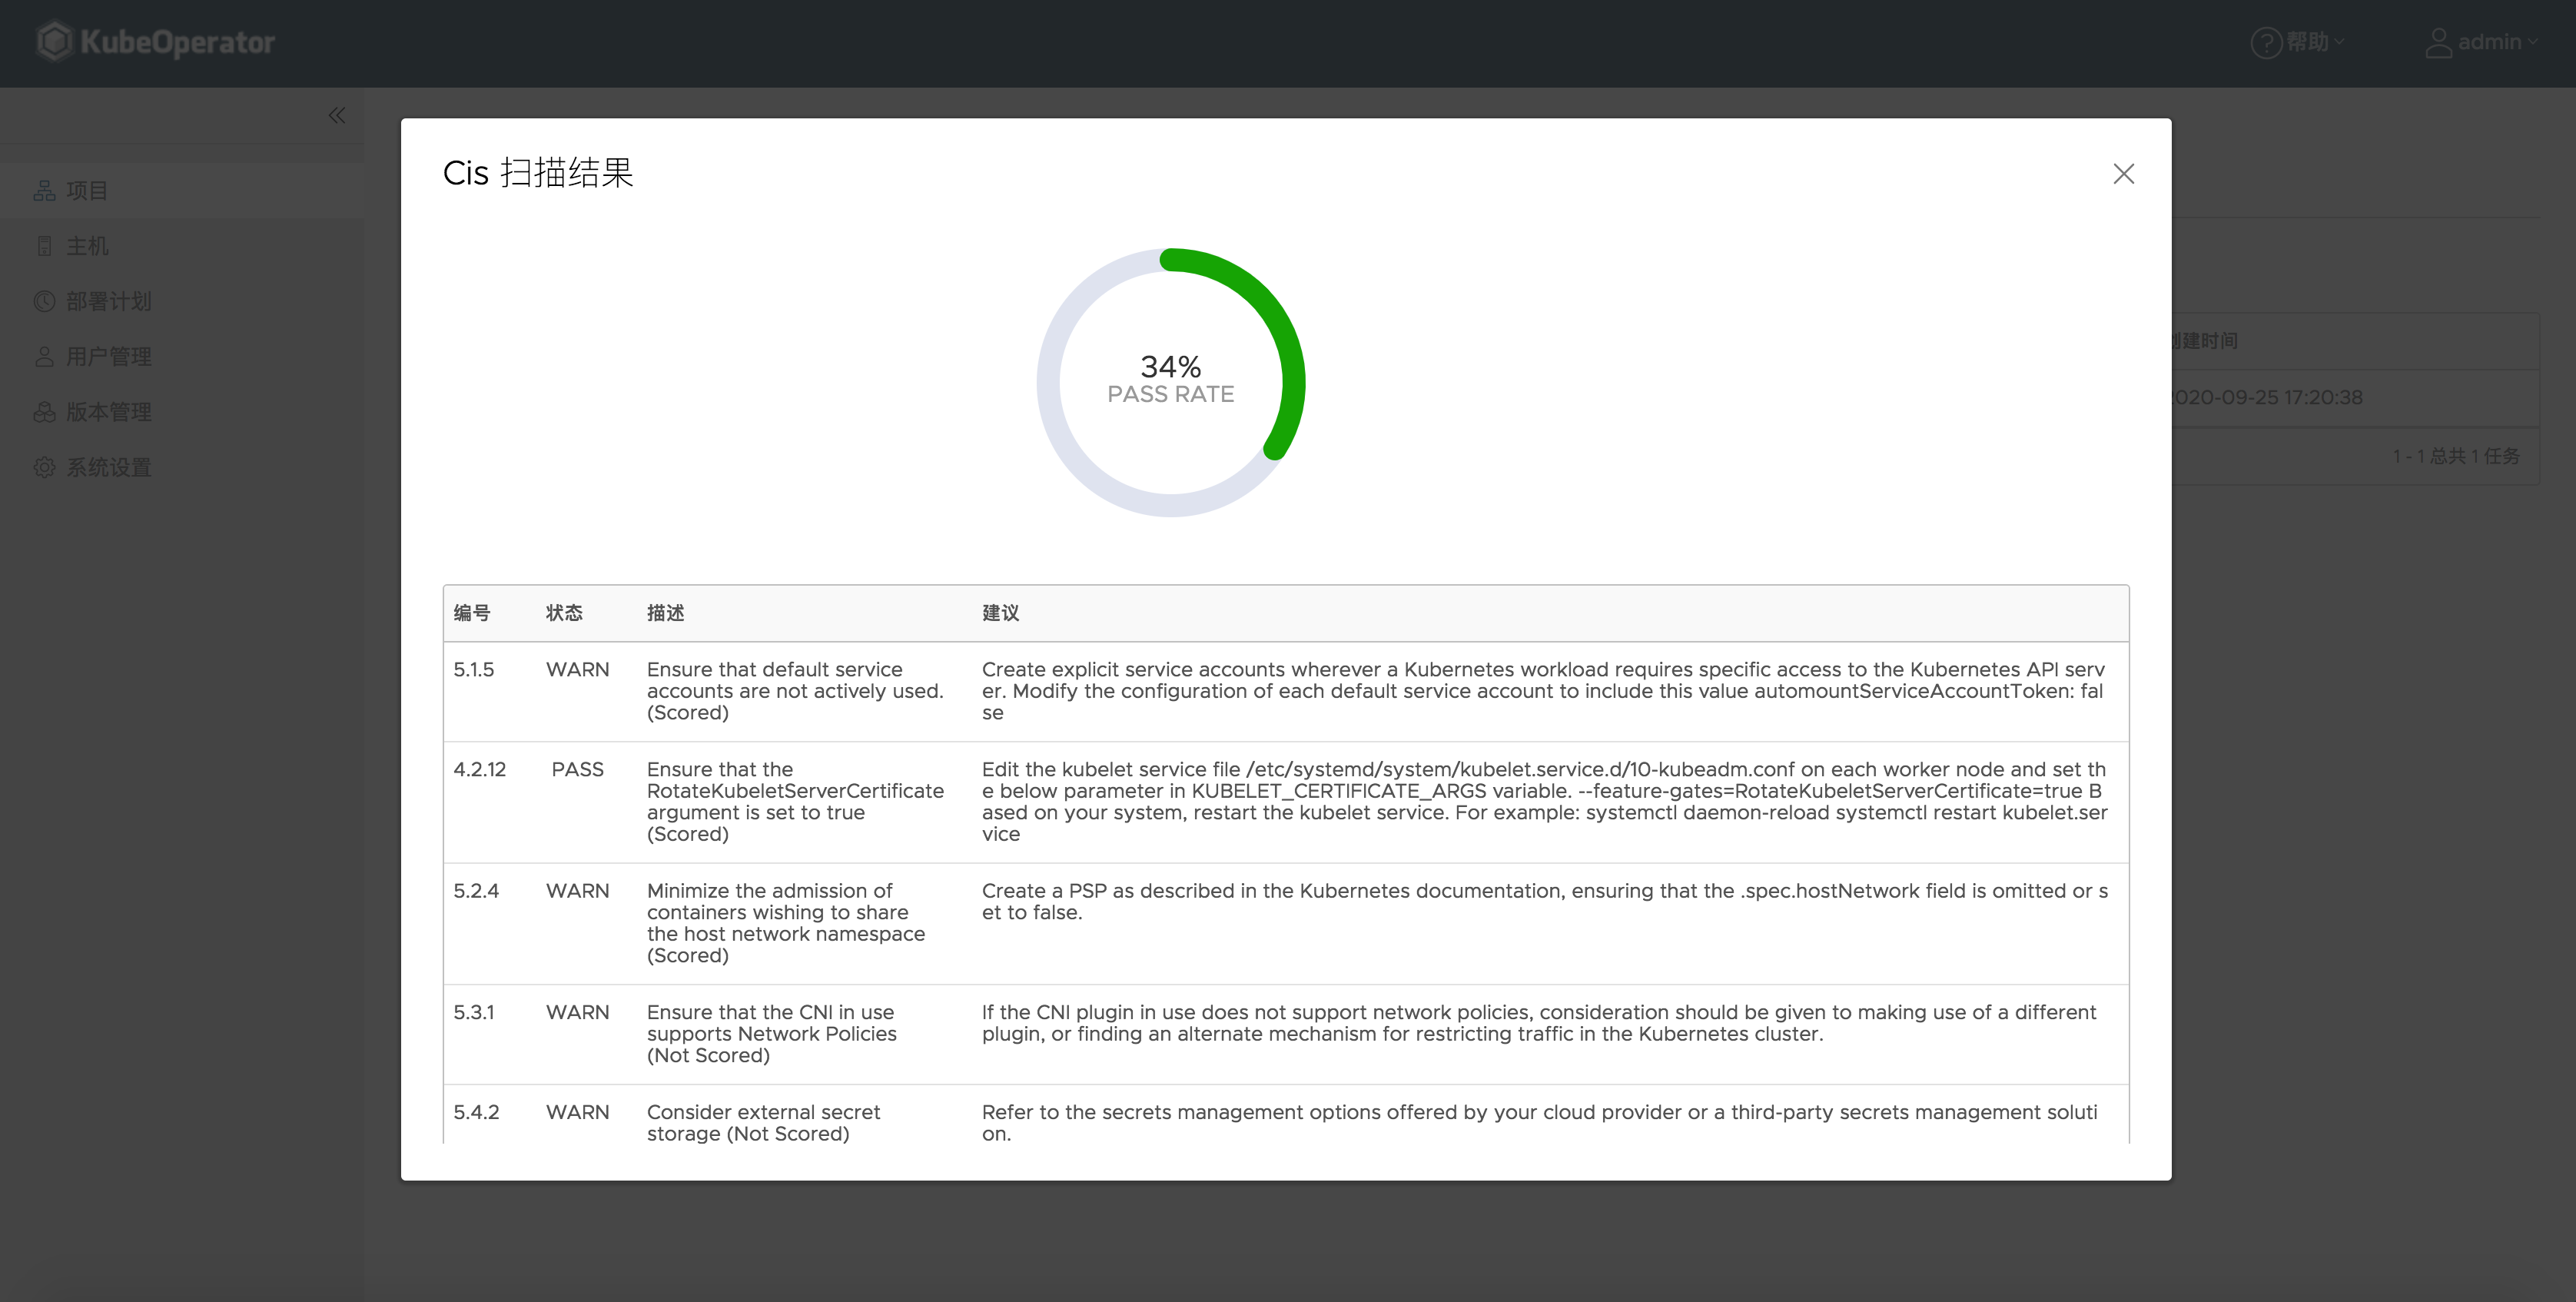 KubeOperator
帮助
admin
项目
主机
部署计划
用户管理
版本管理
系统设置
Cis 扫描结果
34%
PASS RATE
编号 状态 描述 建议
5.1.5 WARN Ensure that default service Create explicit service accounts wherever a Kubernetes workload requires specific access to the Kubernetes API serv
accounts are not actively used. er. Modify the configuration of each default service account to include this value automountServiceAccountToken: fal
(Scored) se
4.2.12 PASS Ensure that the Edit the kubelet service file /etc/systemd/system/kubelet.service.d/10-kubeadm.conf on each worker node and set th
RotateKubeletServerCertificate e below parameter in KUBELET_CERTIFICATE_ARGS variable. --feature-gates=RotateKubeletServerCertificate=true B
argument is set to true ased on your system, restart the kubelet service. For example: systemctl daemon-reload systemctl restart kubelet.ser
(Scored) vice
5.2.4 WARN Minimize the admission of Create a PSP as described in the Kubernetes documentation, ensuring that the .spec.hostNetwork field is omitted or s
containers wishing to share et to false.
the host network namespace
(Scored)
5.3.1 WARN Ensure that the CNI in use If the CNI plugin in use does not support network policies, consideration should be given to making use of a different
supports Network Policies plugin, or finding an alternate mechanism for restricting traffic in the Kubernetes cluster.
(Not Scored)
5.4.2 WARN Consider external secret Refer to the secrets management options offered by your cloud provider or a third-party secrets management soluti
storage (Not Scored) on.
创建时间
2020-09-25 17:20:38
1 - 1 总共 1 任务